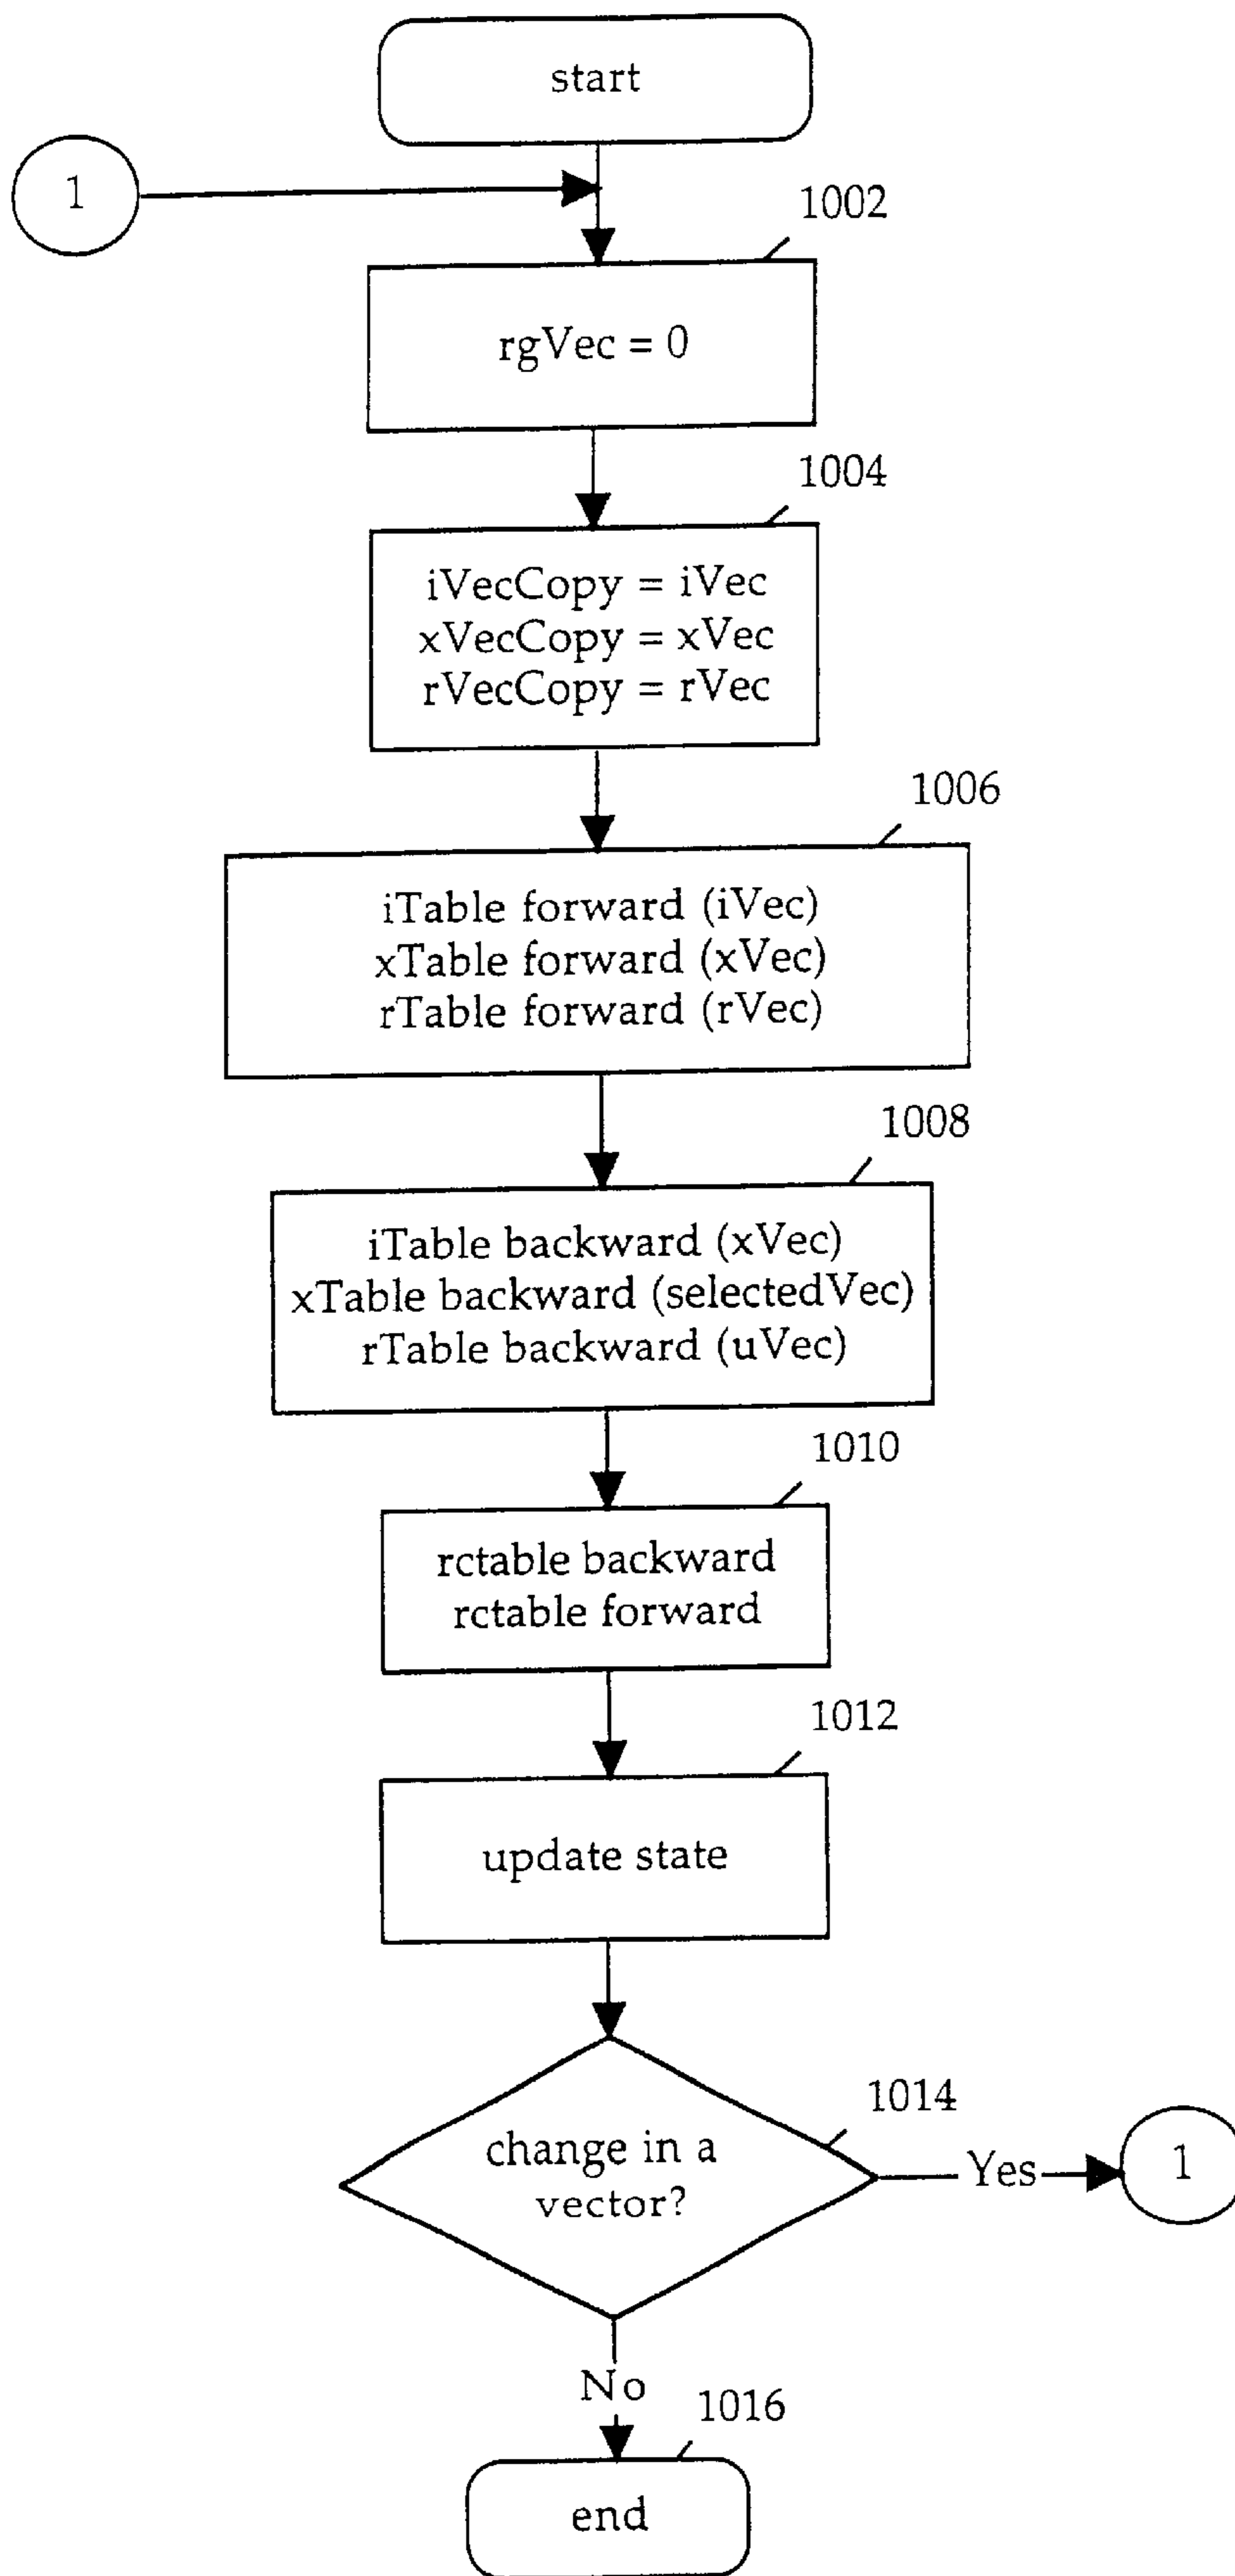 start
1
1002
rgVec = 0
1004
iVecCopy = iVec
xVecCopy = xVec
rVecCopy = rVec
1006
iTable forward (iVec)
xTable forward (xVec)
rTable forward (rVec)
1008
iTable backward (xVec)
xTable backward (selectedVec)
rTable backward (uVec)
1010
rctable backward
rctable forward
1012
update state
1014
change in a
vector?
Yes
1
No
1016
end